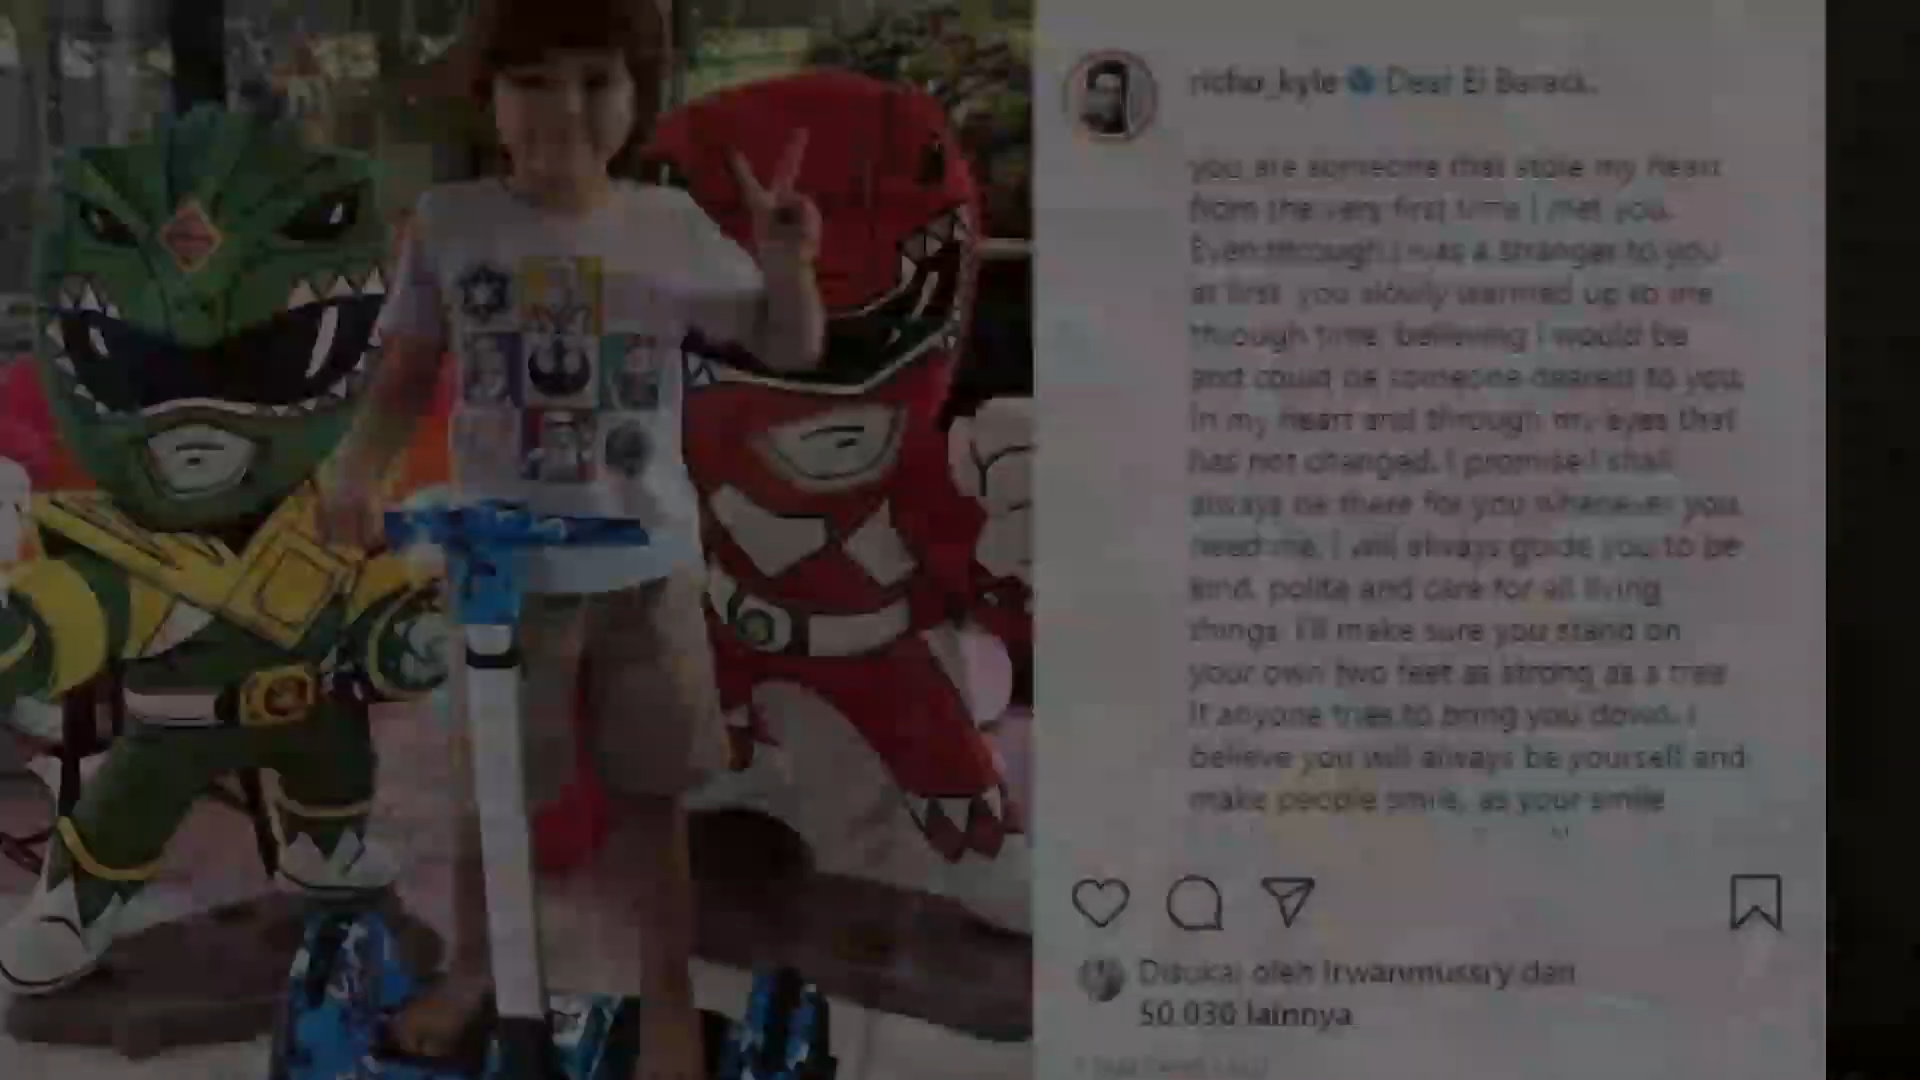 richo_kyle Dear El Barack,
you are someone that stole my heart
from the very first time I met you.
Even through I was a stranger to you
at first, you slowly warmed up to me
through time, believing I would be
and could be someone dearest to you.
In my heart and through my eyes that
has not changed. I promise I shall
always be there for you whenever you
need me. I will always guide you to be
kind, polite and care for all living
things. I'll make sure you stand on
your own two feet as strong as a tree
If anyone tries to bring you down. I
believe you will always be yourself and
make people smile, as your smile
Disukai oleh irwanmussry dan
50.030 lainnya